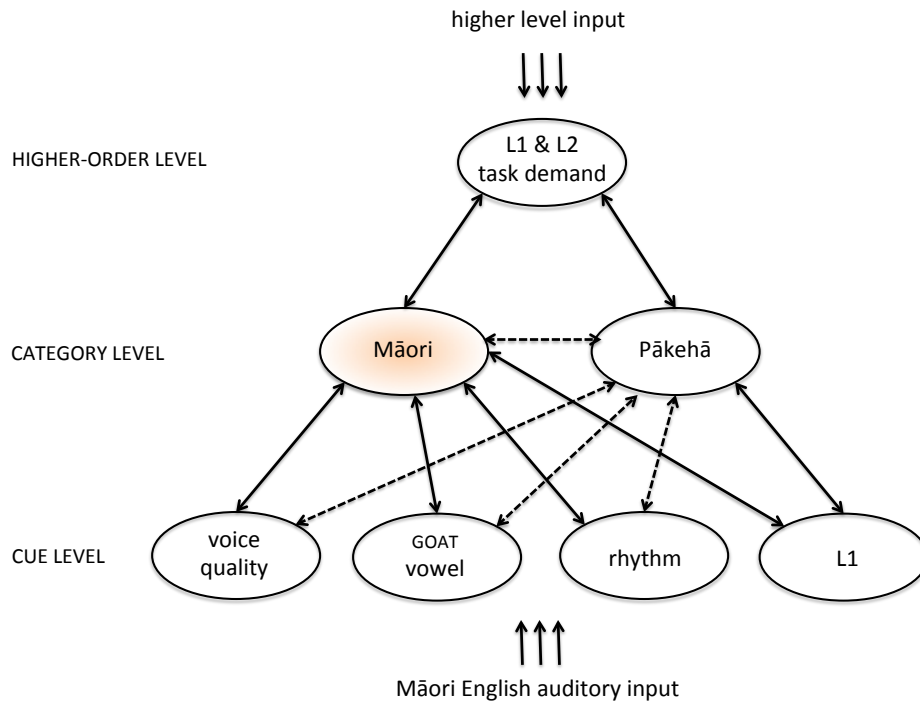 higher level input
HIGHER-ORDER LEVEL
L1 & L2
task demand
CATEGORY LEVEL
Māori
Pākehā
CUE LEVEL
voice
quality
GOAT
vowel
rhythm
L1
Māori English auditory input